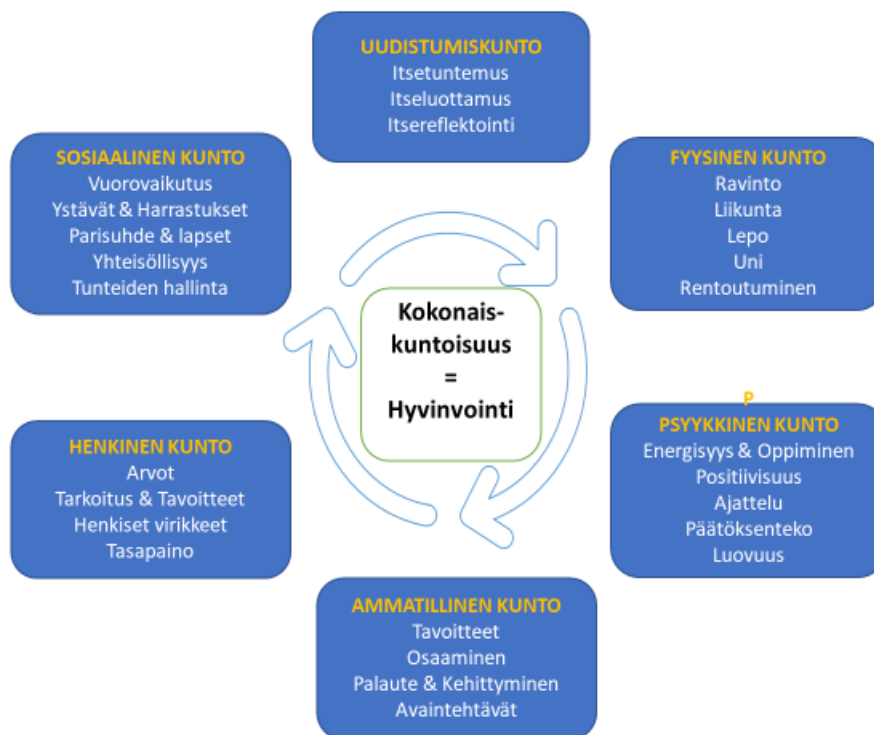 UUDISTUMISKUNTO
Itsetuntemus
Itseluottamus
Itsereflektointi
SOSIAALINEN KUNTO
Vuorovaikutus
Ystävät & Harrastukset
Parisuhde & lapset
Yhteisöllisyys
Tunteiden hallinta
FYYSINEN KUNTO
Ravinto
Liikunta
Lepo
Uni
Rentoutuminen
Kokonais-
kuntoisuus
=
Hyvinvointi
HENKINEN KUNTO
Arvot
Tarkoitus & Tavoitteet
Henkiset virikkeet
Tasapaino
P
PSYYKKINEN KUNTO
Energisyys & Oppiminen
Positiivisuus
Ajattelu
Päätöksenteko
Luovuus
AMMATILLINEN KUNTO
Tavoitteet
Osaaminen
Palaute & Kehittyminen
Avaintehtävät